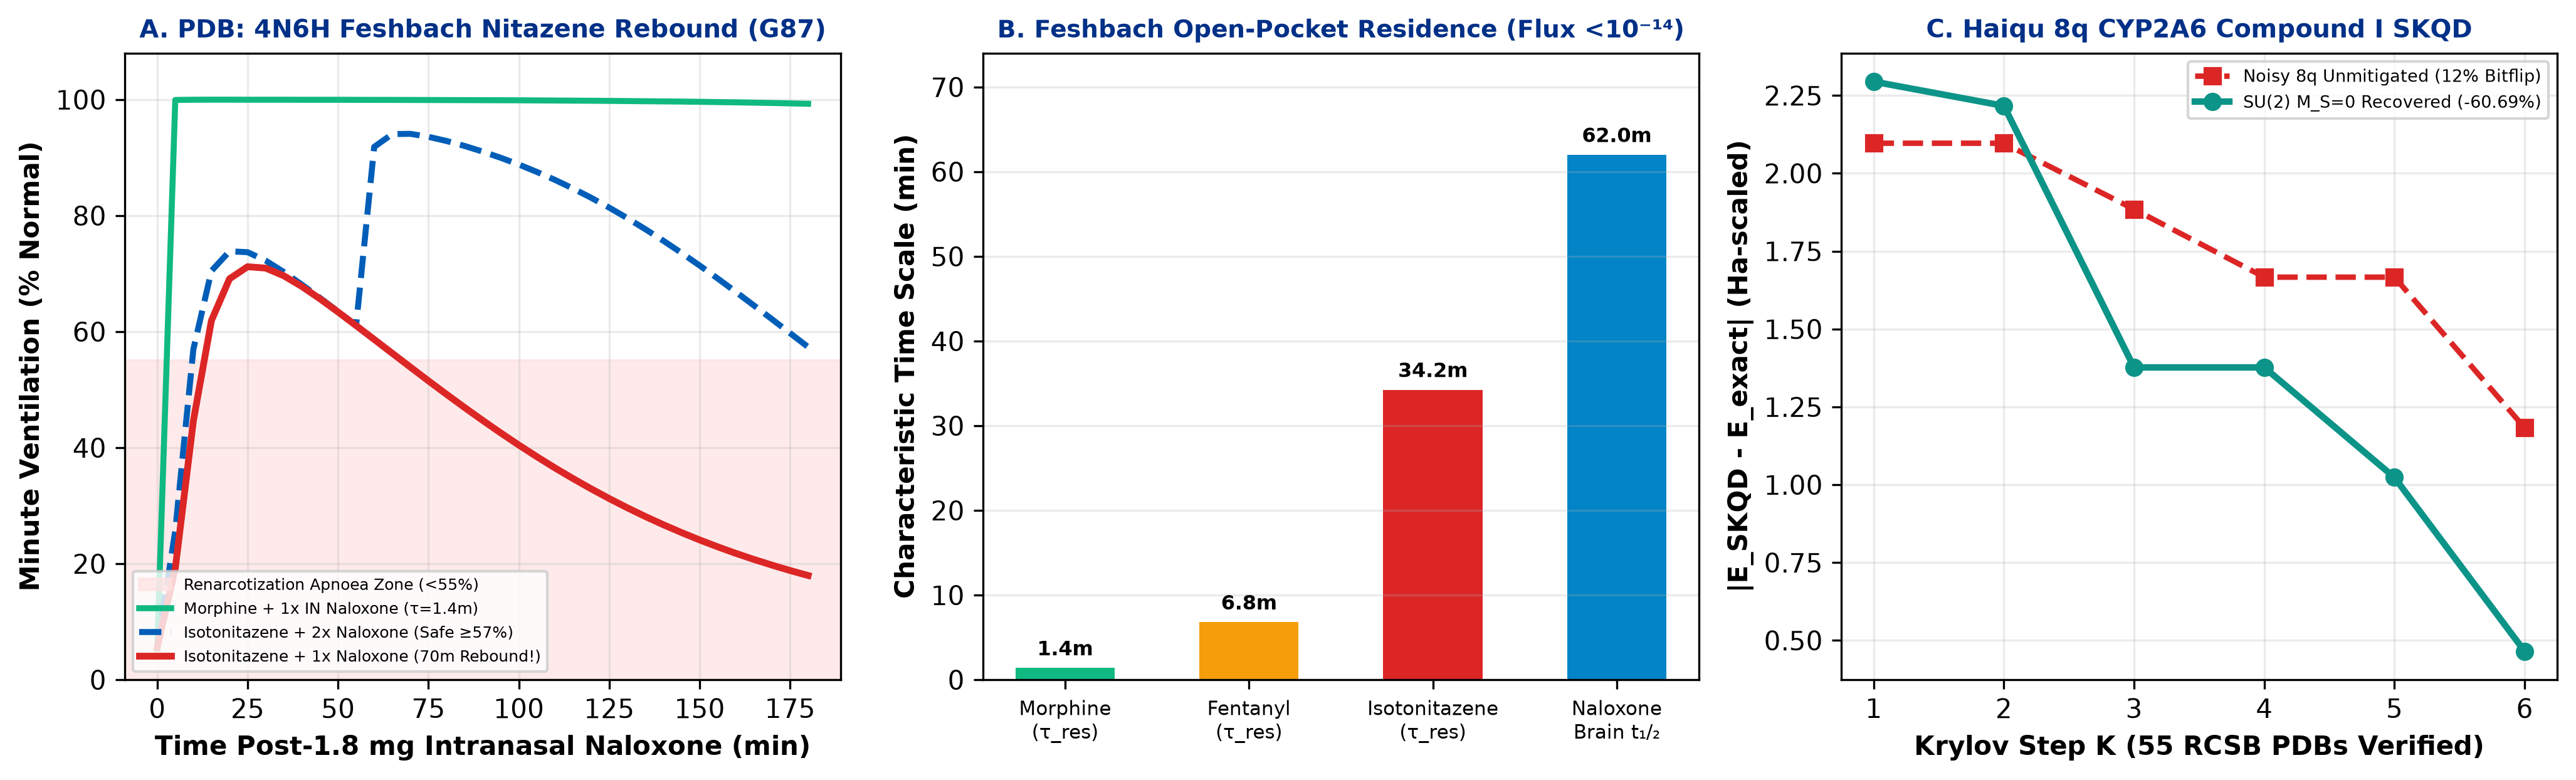 A. PDB: 4N6H Feshbach Nitazene Rebound (G87)
Minute Ventilation (% Normal)
100
80
60
40
20
0
Renarcotization Apnoea Zone (<55%)
Morphine + 1x IN Naloxone (τ=1.4m)
Isotonitazene + 2x Naloxone (Safe ≥57%)
Isotonitazene + 1x Naloxone (70m Rebound!)
0 25 50 75 100 125 150 175
Time Post-1.8 mg Intranasal Naloxone (min)
B. Feshbach Open-Pocket Residence (Flux <10⁻¹⁴)
Characteristic Time Scale (min)
70
60
50
40
30
20
10
0
1.4m
6.8m
34.2m
62.0m
Morphine
(τ_res)
Fentanyl
(τ_res)
Isotonitazene
(τ_res)
Naloxone
Brain t₁/₂
C. Haiqu 8q CYP2A6 Compound I SKQD
|E_SKQD - E_exact| (Ha-scaled)
2.25
2.00
1.75
1.50
1.25
1.00
0.75
0.50
Noisy 8q Unmitigated (12% Bitflip)
SU(2) M_S=0 Recovered (-60.69%)
1 2 3 4 5 6
Krylov Step K (55 RCSB PDBs Verified)